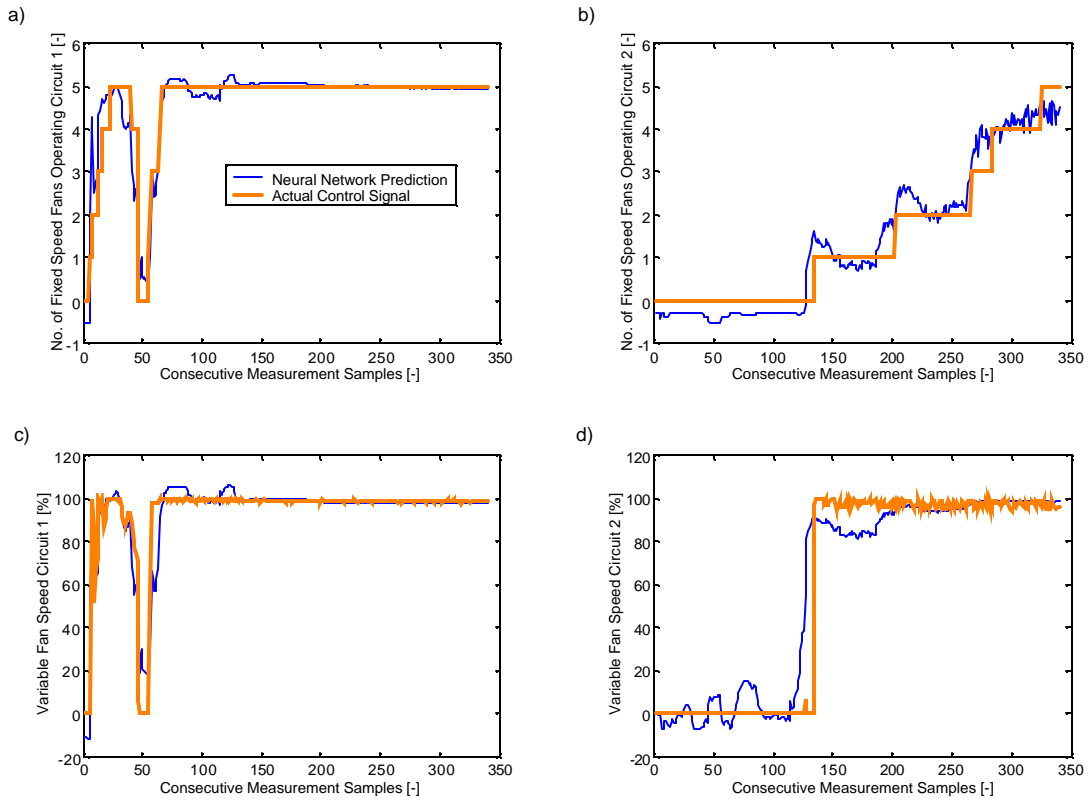 a)
No. of Fixed Speed Fans Operating Circuit 1 [-]
6
5
4
3
2
1
0
-1
Neural Network Prediction
Actual Control Signal
0 50 100 150 200 250 300 350
Consecutive Measurement Samples [-]
b)
No. of Fixed Speed Fans Operating Circuit 2 [-]
6
5
4
3
2
1
0
-1
0 50 100 150 200 250 300 350
Consecutive Measurement Samples [-]
c)
Variable Fan Speed Circuit 1 [%]
120
100
80
60
40
20
0
-20
0 50 100 150 200 250 300 350
Consecutive Measurement Samples [-]
d)
Variable Fan Speed Circuit 2 [%]
120
100
80
60
40
20
0
-20
0 50 100 150 200 250 300 350
Consecutive Measurement Samples [-]